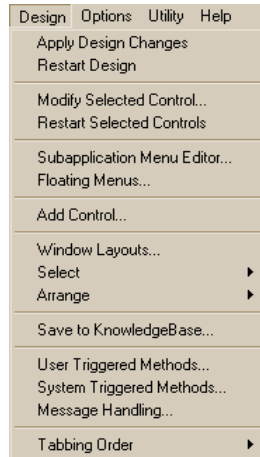 Design Options Utility Help
Apply Design Changes
Restart Design
Modify Selected Control...
Restart Selected Controls
Subapplication Menu Editor...
Floating Menus...
Add Control...
Window Layouts...
Select
Arrange
Save to KnowledgeBase...
User Triggered Methods...
System Triggered Methods...
Message Handling...
Tabbing Order